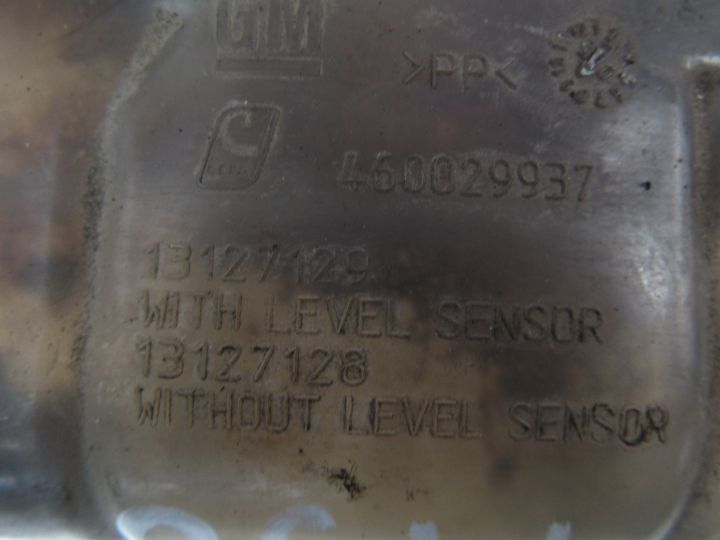 GM
>PP<
460029937
13127129
WITH LEVEL SENSOR
13127128
WITHOUT LEVEL SENSOR